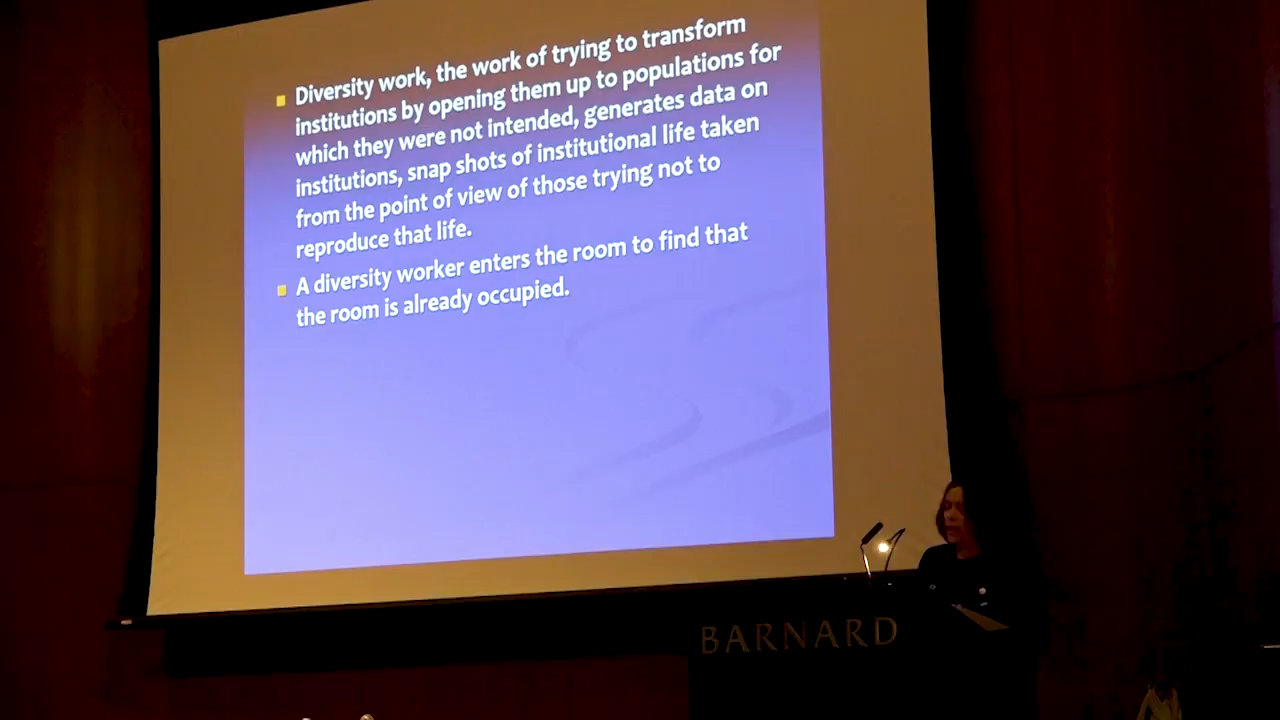 Diversity work, the work of trying to transform
institutions by opening them up to populations for
which they were not intended, generates data on
institutions, snap shots of institutional life taken
from the point of view of those trying not to
reproduce that life.
A diversity worker enters the room to find that
the room is already occupied.
BARNARD